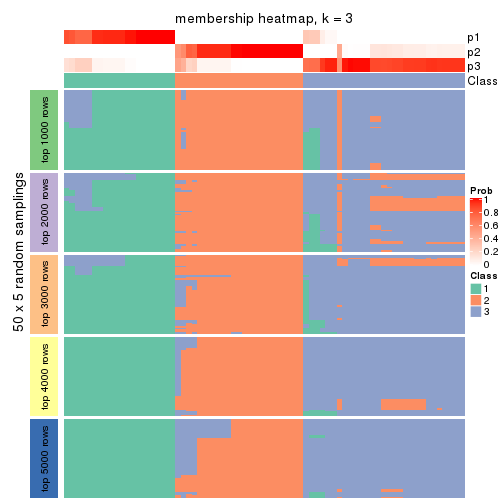 membership heatmap, k = 3
p1
p2
p3
Class
50 x 5 random samplings
top 1000 rows
top 2000 rows
top 3000 rows
top 4000 rows
top 5000 rows
Prob
1
0.8
0.6
0.4
0.2
0
Class
1
2
3